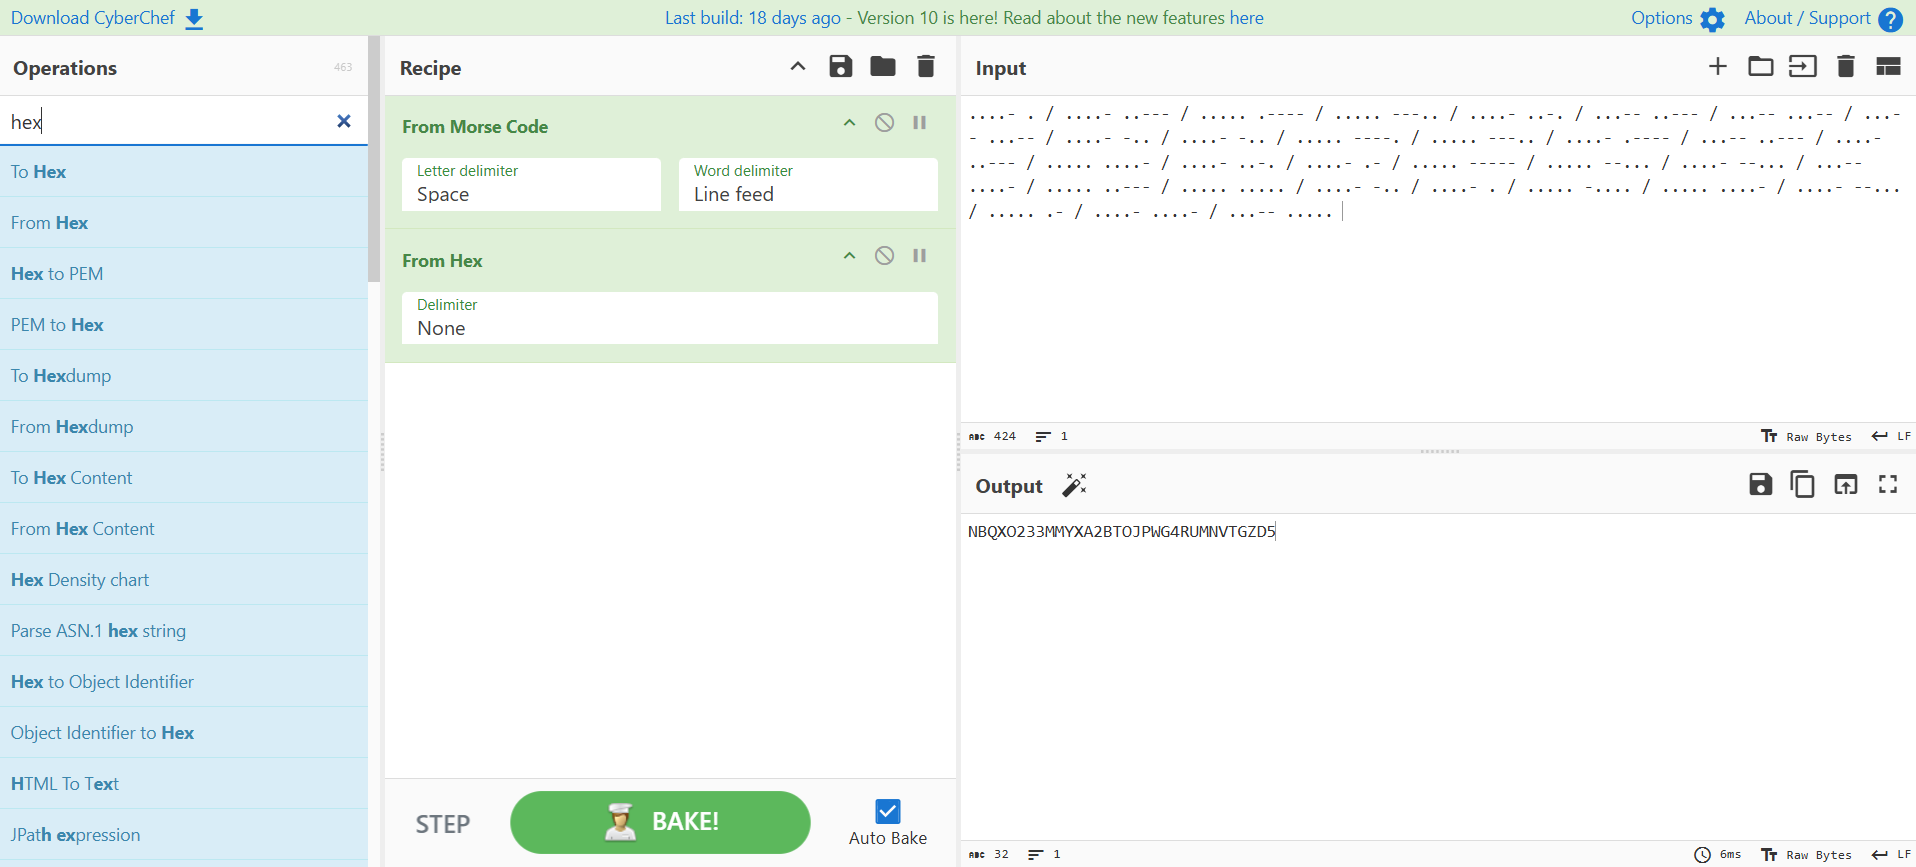 Download CyberChef
Last build: 18 days ago - Version 10 is here! Read about the new features here
Options
About / Support
Operations
463
hex
To Hex
From Hex
Hex to PEM
PEM to Hex
To Hexdump
From Hexdump
To Hex Content
From Hex Content
Hex Density chart
Parse ASN.1 hex string
Hex to Object Identifier
Object Identifier to Hex
HTML To Text
JPath expression
Recipe
From Morse Code
Letter delimiter
Space
Word delimiter
Line feed
From Hex
Delimiter
None
STEP
BAKE!
Auto Bake
Input
....- . / ....- ..--- / ..... .---- / ..... ---.. / ....- ..-. / ...-- ..--- / ...-- ...-- / ...-
- ...-- / ....- -.. / ....- -.. / ..... ----. / ..... ---.. / ....- .---- / ...-- ..--- / ....-
..--- / ..... ....- / ....- ..-. / ....- .- / ..... ----- / ..... --... / ....- --... / ...--
....- / ..... ..--- / ..... ..... / ....- -.. / ....- . / ..... -.... / ..... ....- / ....- --...
/ ..... .- / ....- ....- / ...-- .....
ABC 424
1
Tт Raw Bytes
LF
Output
NBQXO233MMYXA2BTOJPWG4RUMNVTGZD5
ABC 32
1
6ms
Tт Raw Bytes
LF